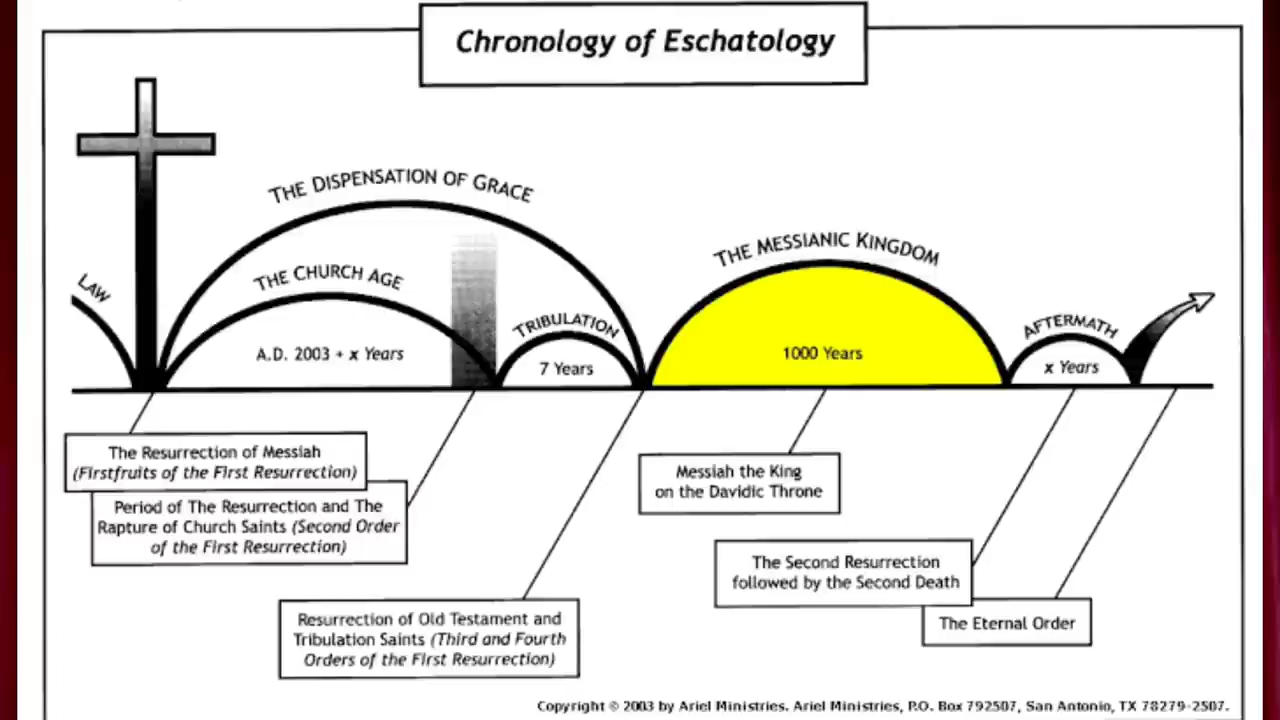 Chronology of Eschatology
THE DISPENSATION OF GRACE
THE MESSIANIC KINGDOM
LAW
THE CHURCH AGE
TRIBULATION
AFTERMATH
A.D. 2003 + x Years
7 Years
1000 Years
x Years
The Resurrection of Messiah
(Firstfruits of the First Resurrection)
Period of The Resurrection and The
Rapture of Church Saints (Second Order
of the First Resurrection)
Messiah the King
on the Davidic Throne
The Second Resurrection
followed by the Second Death
Resurrection of Old Testament and
Tribulation Saints (Third and Fourth
Orders of the First Resurrection)
The Eternal Order
Copyright © 2003 by Ariel Ministries. Ariel Ministries, P.O. Box 792507, San Antonio, TX 78279-2507.